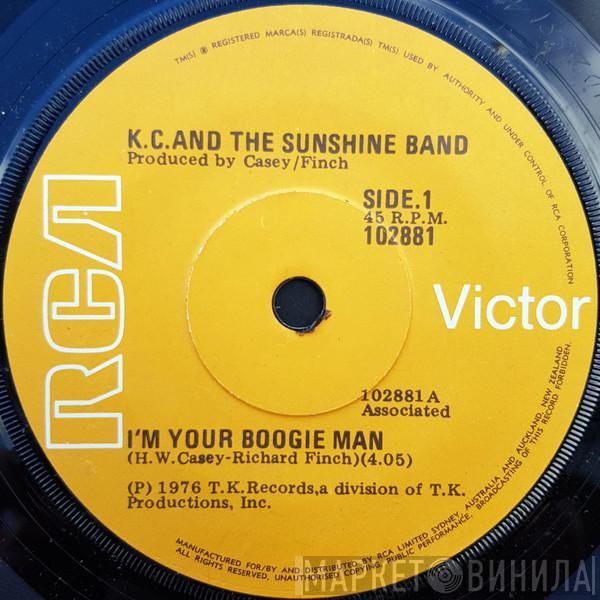 TM(S) ® REGISTERED MARCA(S) REGISTRADA(S) TM(S) USED BY AUTHORITY AND UNDER CONTROL OF RCA CORPORATION
K.C.AND THE SUNSHINE BAND
Produced by Casey/Finch
SIDE.1
45 R.P.M.
102881
RCA
Victor
102881A
Associated
I'M YOUR BOOGIE MAN
(H.W.Casey-Richard Finch)(4.05)
(P) 1976 T.K.Records,a division of T.K.
Productions, Inc.
MANUFACTURED FOR/BY AND DISTRIBUTED BY RCA LIMITED SYDNEY, AUSTRALIA AND AUCKLAND, NEW ZEALAND
ALL RIGHTS RESERVED, UNAUTHORISED COPYING, PUBLIC PERFORMANCE, BROADCASTING OF THIS RECORD FORBIDDEN.
МАРКЕТ ВИНИЛА